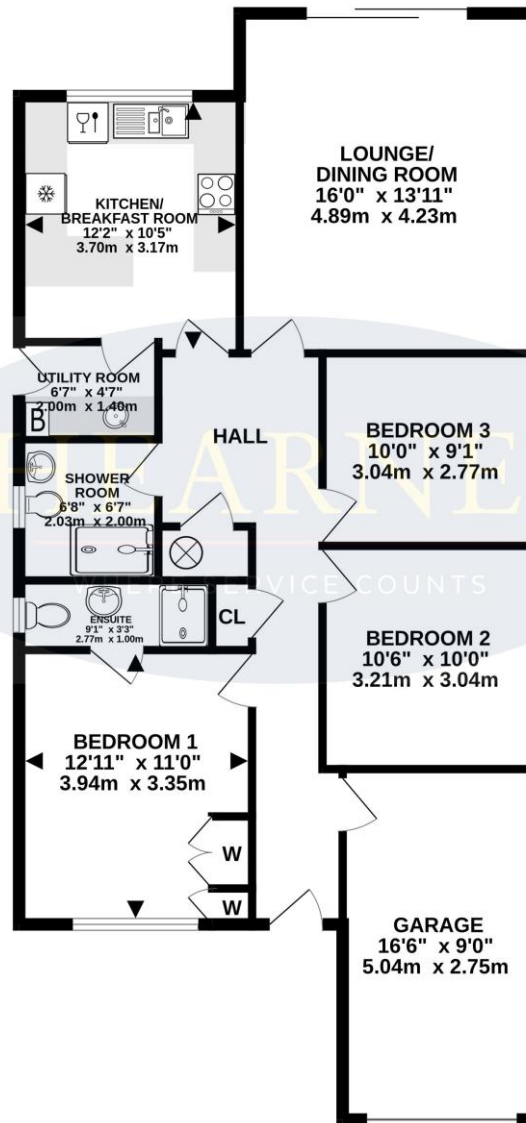 LOUNGE/
DINING ROOM
16'0" x 13'11"
4.89m x 4.23m
KITCHEN/
BREAKFAST ROOM
12'2" x 10'5"
3.70m x 3.17m
UTILITY ROOM
6'7" x 4'7"
2.00m x 1.40m
B
HALL
BEDROOM 3
10'0" x 9'1"
3.04m x 2.77m
SHOWER
ROOM
6'8" x 6'7"
2.03m x 2.00m
HEARNE
WHERE SERVICE COUNTS
ENSUITE
9'1" x 3'3"
2.77m x 1.00m
CL
BEDROOM 2
10'6" x 10'0"
3.21m x 3.04m
BEDROOM 1
12'11" x 11'0"
3.94m x 3.35m
W
W
GARAGE
16'6" x 9'0"
5.04m x 2.75m